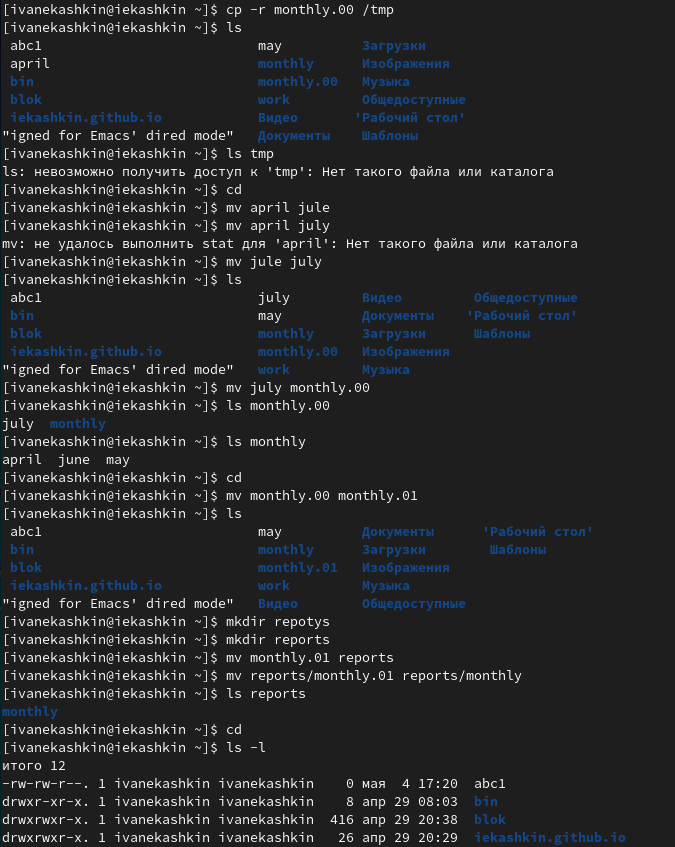 [ivanekashkin@iekashkin ~]$ cp -r monthly.00 /tmp
[ivanekashkin@iekashkin ~]$ ls
abc1 may Загрузки
april monthly Изображения
bin monthly.00 Музыка
blok work Общедоступные
iekashkin.github.io Видео 'Рабочий стол'
"igned for Emacs' dired mode" Документы Шаблоны
[ivanekashkin@iekashkin ~]$ ls tmp
ls: невозможно получить доступ к 'tmp': Нет такого файла или каталога
[ivanekashkin@iekashkin ~]$ cd
[ivanekashkin@iekashkin ~]$ mv april jule
[ivanekashkin@iekashkin ~]$ mv april july
mv: не удалось выполнить stat для 'april': Нет такого файла или каталога
[ivanekashkin@iekashkin ~]$ mv jule july
[ivanekashkin@iekashkin ~]$ ls
abc1 july Видео Общедоступные
bin may Документы 'Рабочий стол'
blok monthly Загрузки Шаблоны
iekashkin.github.io monthly.00 Изображения
"igned for Emacs' dired mode" work Музыка
[ivanekashkin@iekashkin ~]$ mv july monthly.00
[ivanekashkin@iekashkin ~]$ ls monthly.00
july monthly
[ivanekashkin@iekashkin ~]$ ls monthly
april june may
[ivanekashkin@iekashkin ~]$ cd
[ivanekashkin@iekashkin ~]$ mv monthly.00 monthly.01
[ivanekashkin@iekashkin ~]$ ls
abc1 may Документы 'Рабочий стол'
bin monthly Загрузки Шаблоны
blok monthly.01 Изображения
iekashkin.github.io work Музыка
"igned for Emacs' dired mode" Видео Общедоступные
[ivanekashkin@iekashkin ~]$ mkdir repotys
[ivanekashkin@iekashkin ~]$ mkdir reports
[ivanekashkin@iekashkin ~]$ mv monthly.01 reports
[ivanekashkin@iekashkin ~]$ mv reports/monthly.01 reports/monthly
[ivanekashkin@iekashkin ~]$ ls reports
monthly
[ivanekashkin@iekashkin ~]$ cd
[ivanekashkin@iekashkin ~]$ ls -l
итого 12
-rw-rw-r--. 1 ivanekashkin ivanekashkin 0 мая 4 17:20 abc1
drwxr-xr-x. 1 ivanekashkin ivanekashkin 8 апр 29 08:03 bin
drwxrwxr-x. 1 ivanekashkin ivanekashkin 416 апр 29 20:38 blok
drwxrwxr-x. 1 ivanekashkin ivanekashkin 26 апр 29 20:29 iekashkin.github.io